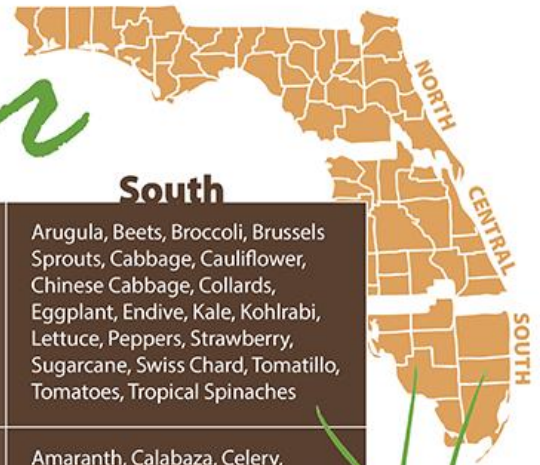 NORTH
South
CENTRAL
Arugula, Beets, Broccoli, Brussels
Sprouts, Cabbage, Cauliflower,
Chinese Cabbage, Collards,
Eggplant, Endive, Kale, Kohlrabi,
Lettuce, Peppers, Strawberry,
Sugarcane, Swiss Chard, Tomatillo,
Tomatoes, Tropical Spinaches
SOUTH
Amaranth, Calabaza, Celery,